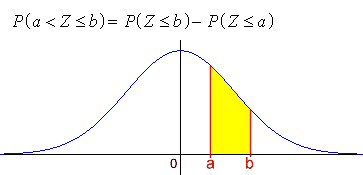 P(a < Z ≤ b) = P(Z ≤ b) − P(Z ≤ a)
0 a b